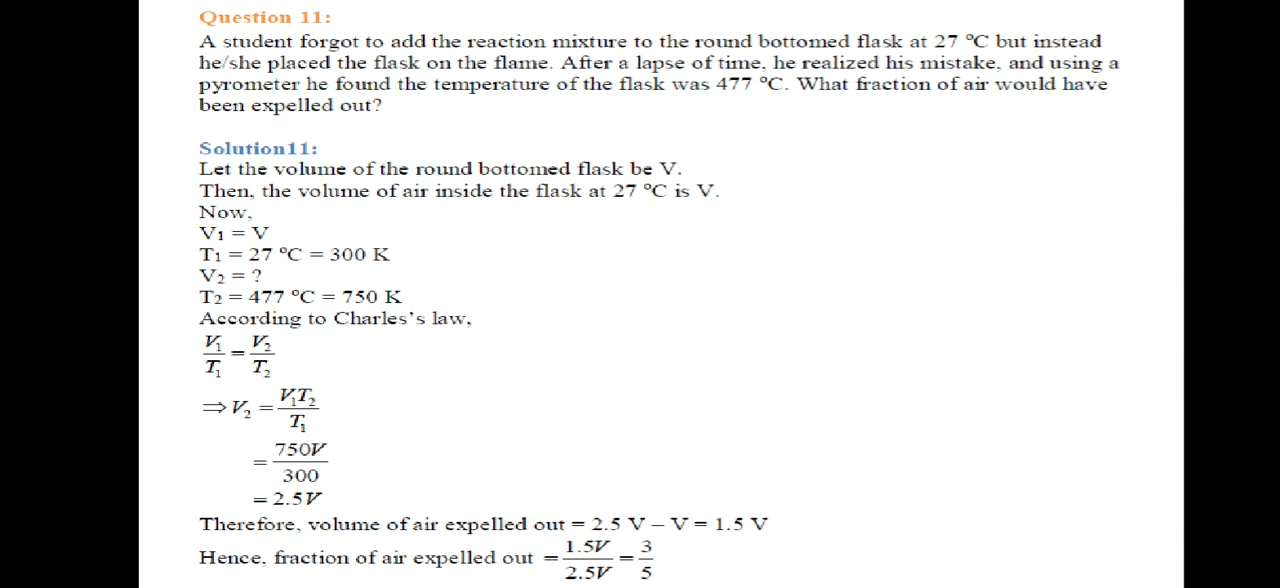 Question 11:
A student forgot to add the reaction mixture to the round bottomed flask at 27 °C but instead
he/she placed the flask on the flame. After a lapse of time, he realized his mistake, and using a
pyrometer he found the temperature of the flask was 477 °C. What fraction of air would have
been expelled out?
Solution11:
Let the volume of the round bottomed flask be V.
Then, the volume of air inside the flask at 27 °C is V.
Now,
V1 = V
T1 = 27 °C = 300 K
V2 = ?
T2 = 477 °C = 750 K
According to Charles's law,
V₁/T₁ = V₂/T₂
⇒ V₂ = V₁T₂/T₁
= 750V/300
= 2.5V
Therefore, volume of air expelled out = 2.5 V – V = 1.5 V
Hence, fraction of air expelled out = 1.5V/2.5V = 3/5